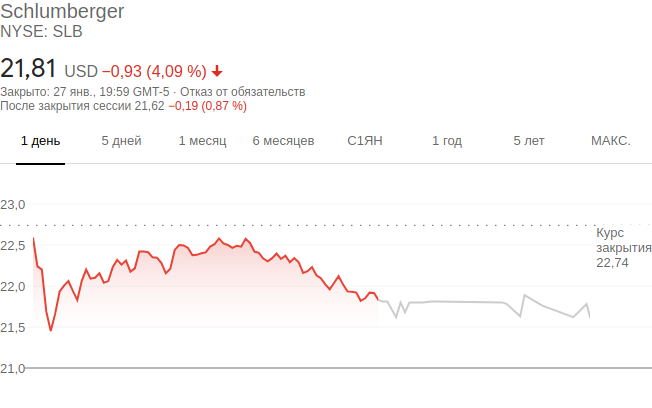 Schlumberger
NYSE: SLB
21,81 USD −0,93 (4,09 %)
Закрыто: 27 янв., 19:59 GMT-5 · Отказ от обязательств
После закрытия сессии 21,62 −0,19 (0,87 %)
1 день 5 дней 1 месяц 6 месяцев С1ЯН 1 год 5 лет МАКС.
23,0
22,5
22,0
21,5
21,0
Курс
закрытия
22,74